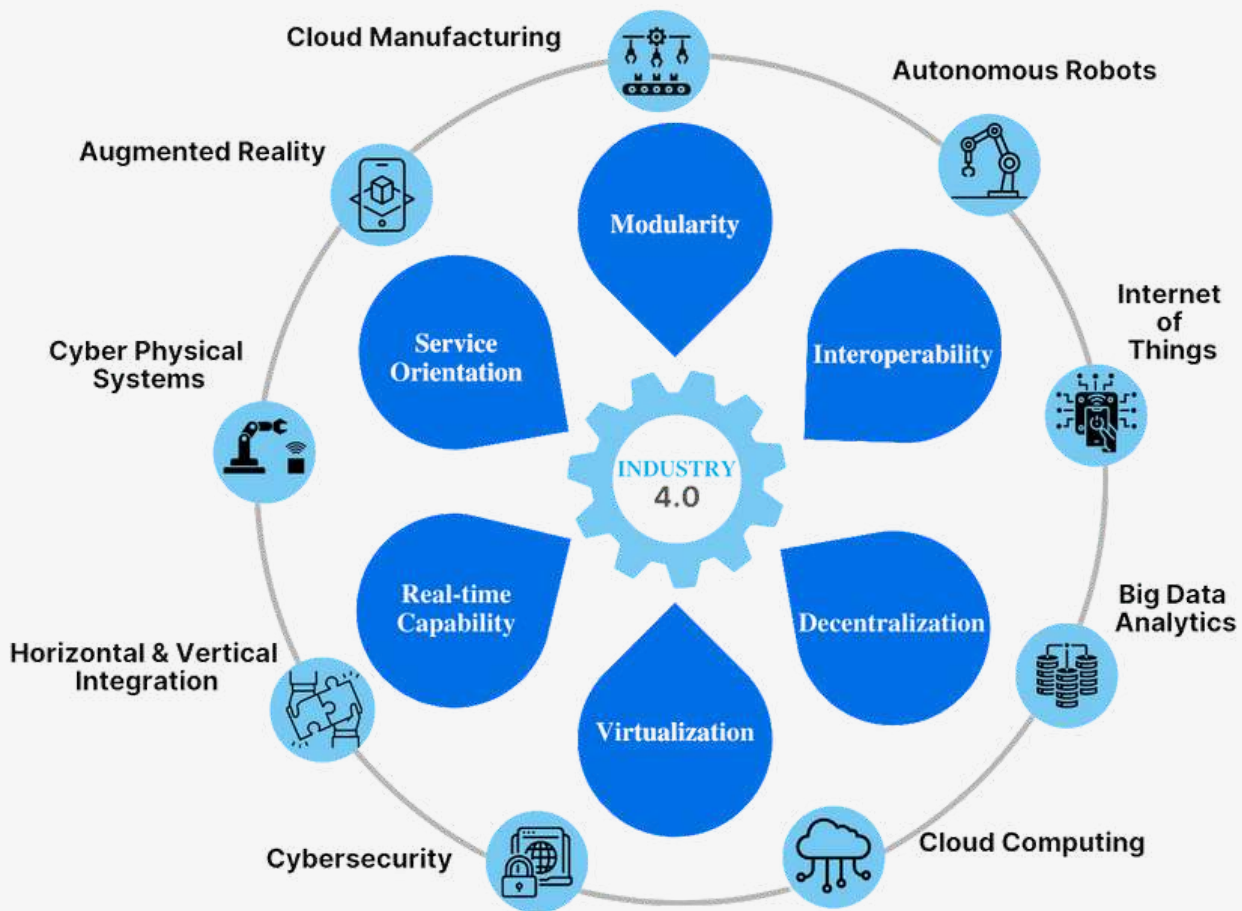 Cloud Manufacturing
Autonomous Robots
Augmented Reality
Modularity
Internet
of
Things
Service
Orientation
Interoperability
Cyber Physical
Systems
INDUSTRY
4.0
Real-time
Capability
Decentralization
Big Data
Analytics
Horizontal & Vertical
Integration
Virtualization
Cybersecurity
Cloud Computing